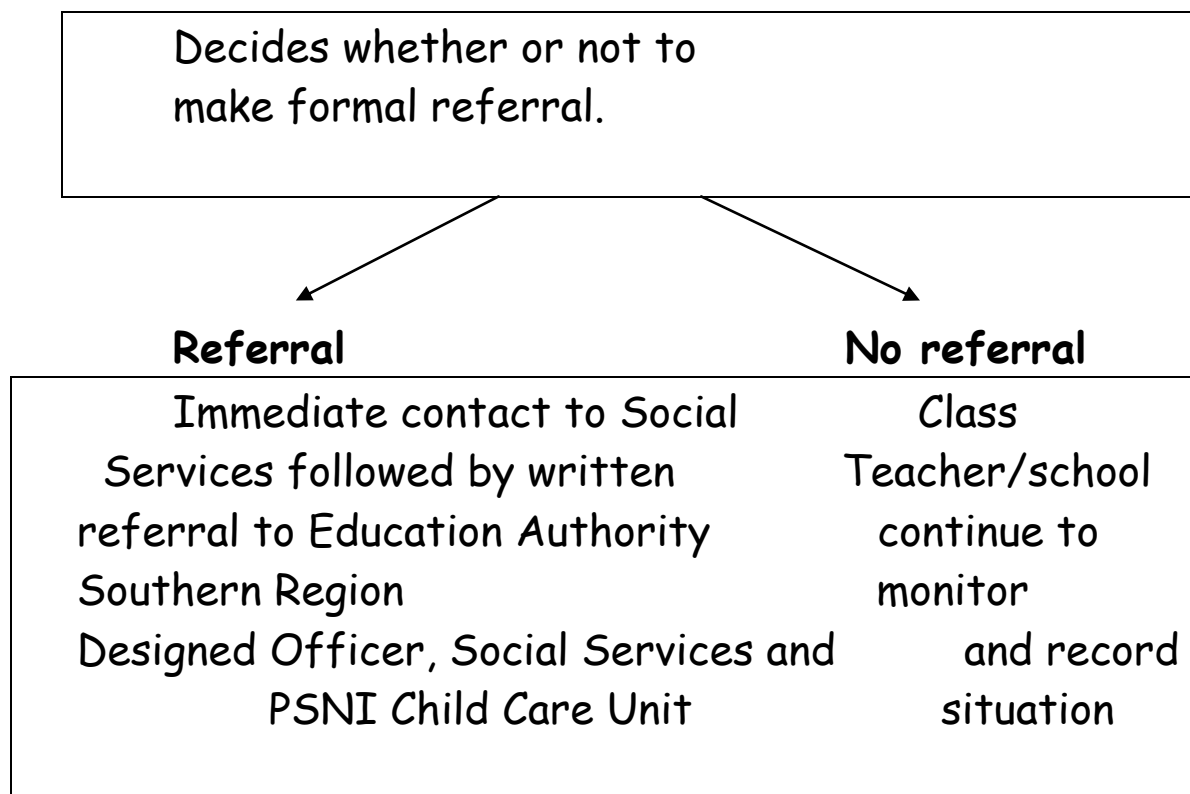 Decides whether or not to
make formal referral.
Referral
Immediate contact to Social
Services followed by written
referral to Education Authority
Southern Region
Designed Officer, Social Services and
PSNI Child Care Unit
No referral
Class
Teacher/school
continue to
monitor
and record
situation